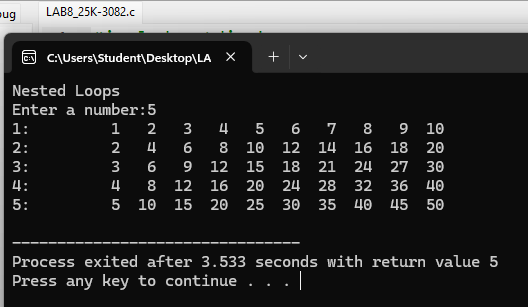 bug
LAB8_25K-3082.c
C:\Users\Student\Desktop\LA
Nested Loops
Enter a number:5
1: 1 2 3 4 5 6 7 8 9 10
2: 2 4 6 8 10 12 14 16 18 20
3: 3 6 9 12 15 18 21 24 27 30
4: 4 8 12 16 20 24 28 32 36 40
5: 5 10 15 20 25 30 35 40 45 50
--------------------------------
Process exited after 3.533 seconds with return value 5
Press any key to continue . . .